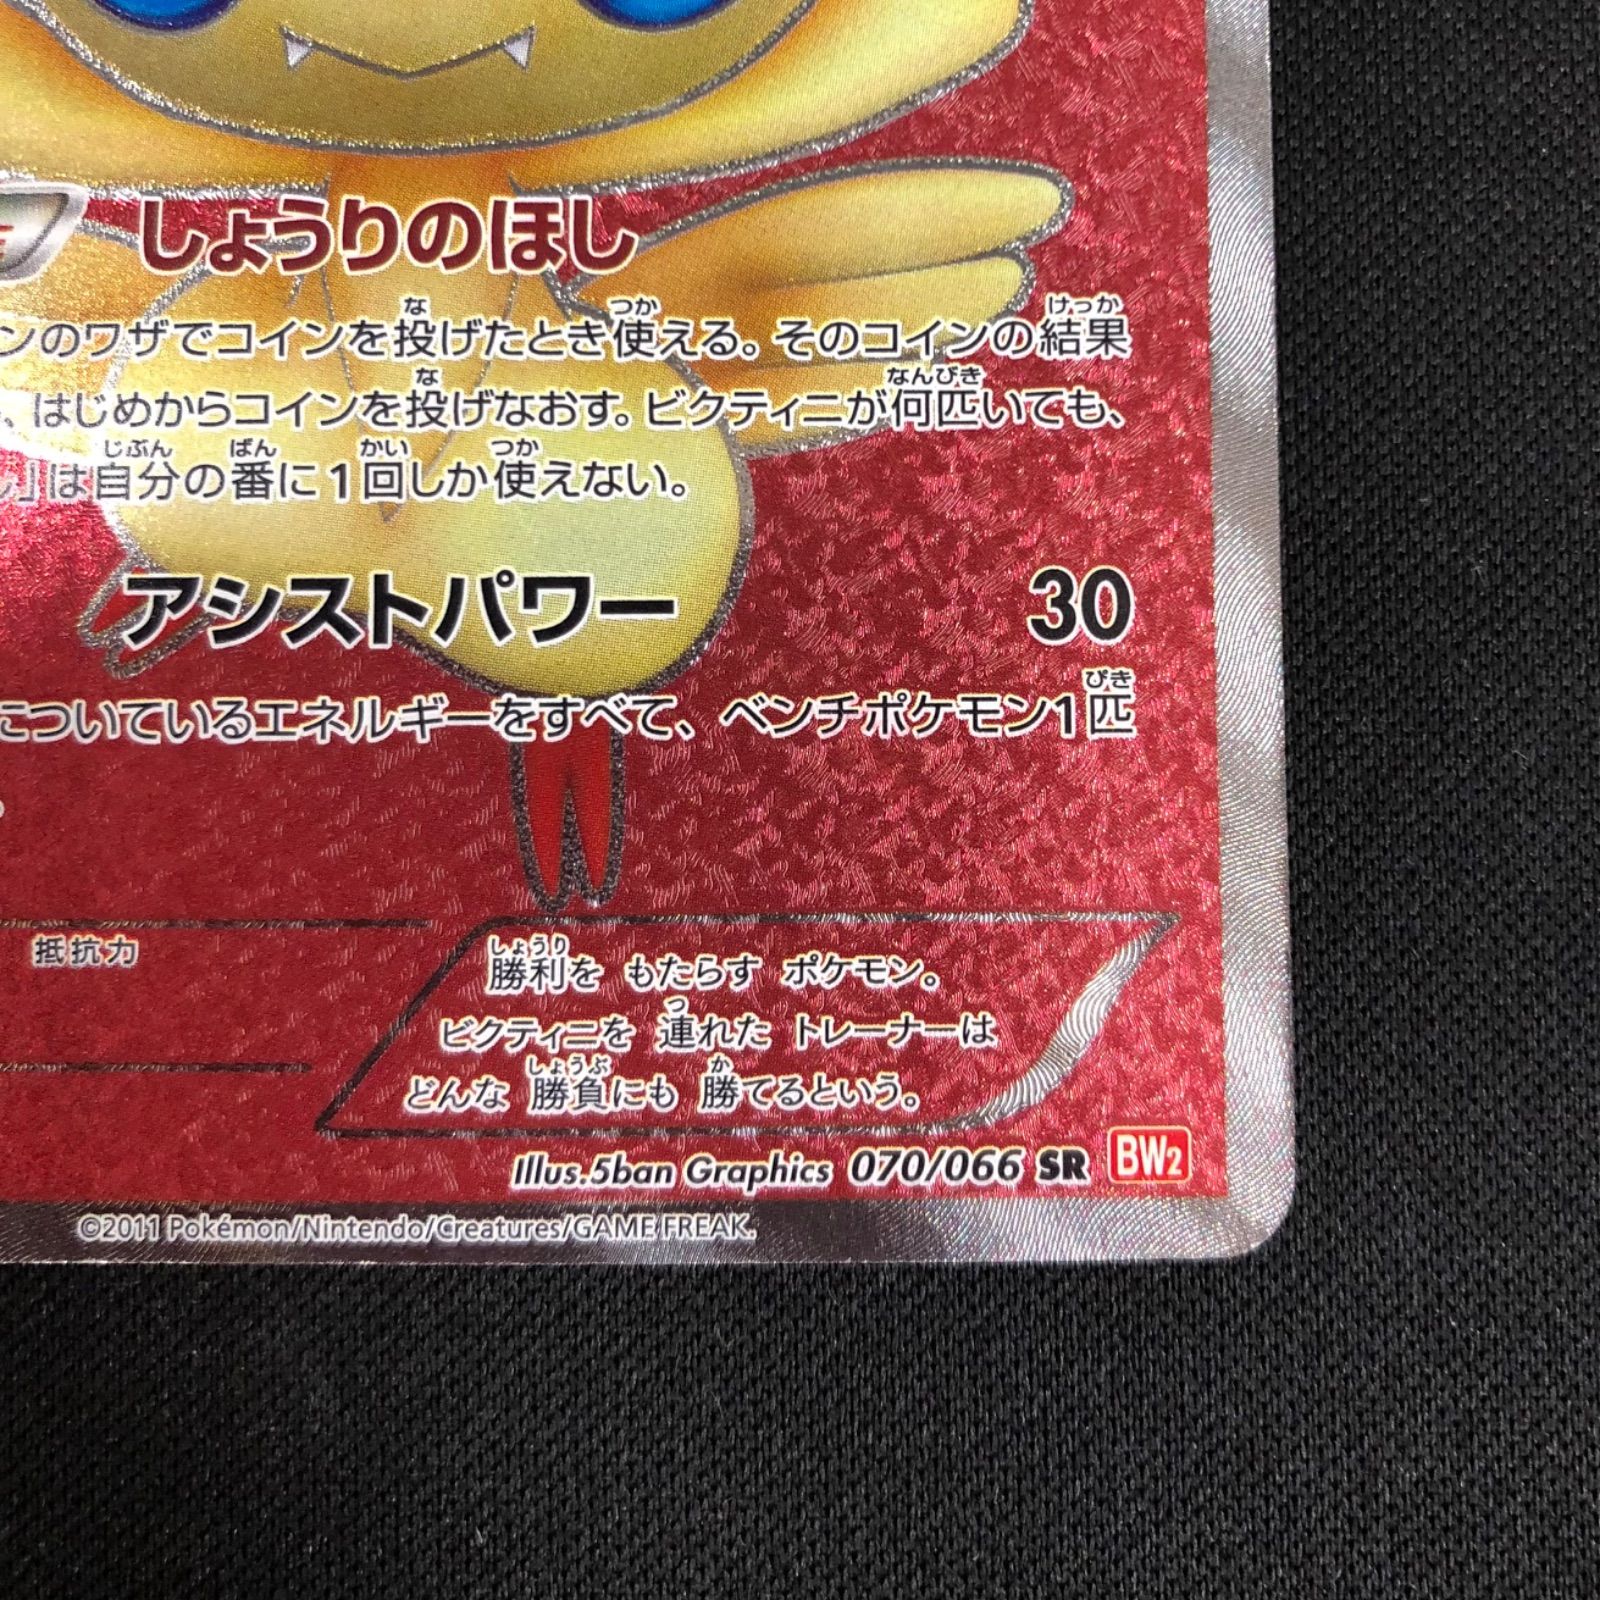 しょうりのほし
ンのワザでコインを投げたとき使える。そのコインの結果
、はじめからコインを投げなおす。ビクティニが何匹いても、
し」は自分の番に1回しか使えない。
アシストパワー 30
についているエネルギーをすべて、ベンチポケモン1匹
。
抵抗力
勝利を もたらす ポケモン。
ビクティニを 連れた トレーナーは
どんな 勝負にも 勝てるという。
Illus.5ban Graphics 070/066 SR BW2
©2011 Pokémon/Nintendo/Creatures/GAME FREAK.